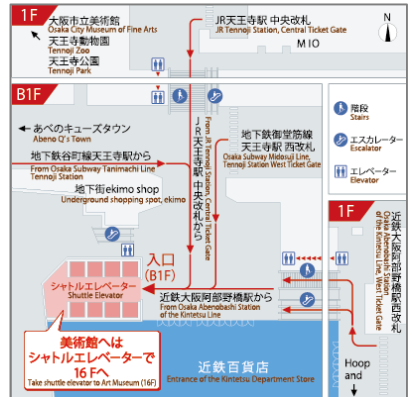 1F
大阪市立美術館
Osaka City Museum of Fine Arts
天王寺動物園
Tennoji Zoo
天王寺公園
Tennoji Park
JR天王寺駅 中央改札
JR Tennoji Station, Central Ticket Gate
MIO
N
B1F
あべのキューズタウン
Abeno Q's Town
地下鉄谷町線天王寺駅から
From Osaka Subway Tanimachi Line
Tennoji Station
地下街ekimo shop
Underground shopping spot, ekimo
JR天王寺駅 中央改札から
From JR Tennoji Station, Central Ticket Gate
地下鉄御堂筋線
天王寺駅 西改札
Osaka Subway Midosuji Line,
Tennoji Station West Ticket Gate
階段
Stairs
エスカレーター
Escalator
エレベーター
Elevator
入口
(B1F)
シャトルエレベーター
Shuttle Elevator
近鉄大阪阿部野橋駅から
From Osaka Abenobashi Station
of the Kintetsu Line
美術館へは
シャトルエレベーターで
16 Fへ
Take shuttle elevator to Art Museum (16F)
近鉄百貨店
Entrance of the Kintetsu Department Store
1F
近鉄大阪阿部野橋駅西改札
Osaka Abenobashi Station
of the Kintetsu Line, West Ticket Gate
Hoop
and